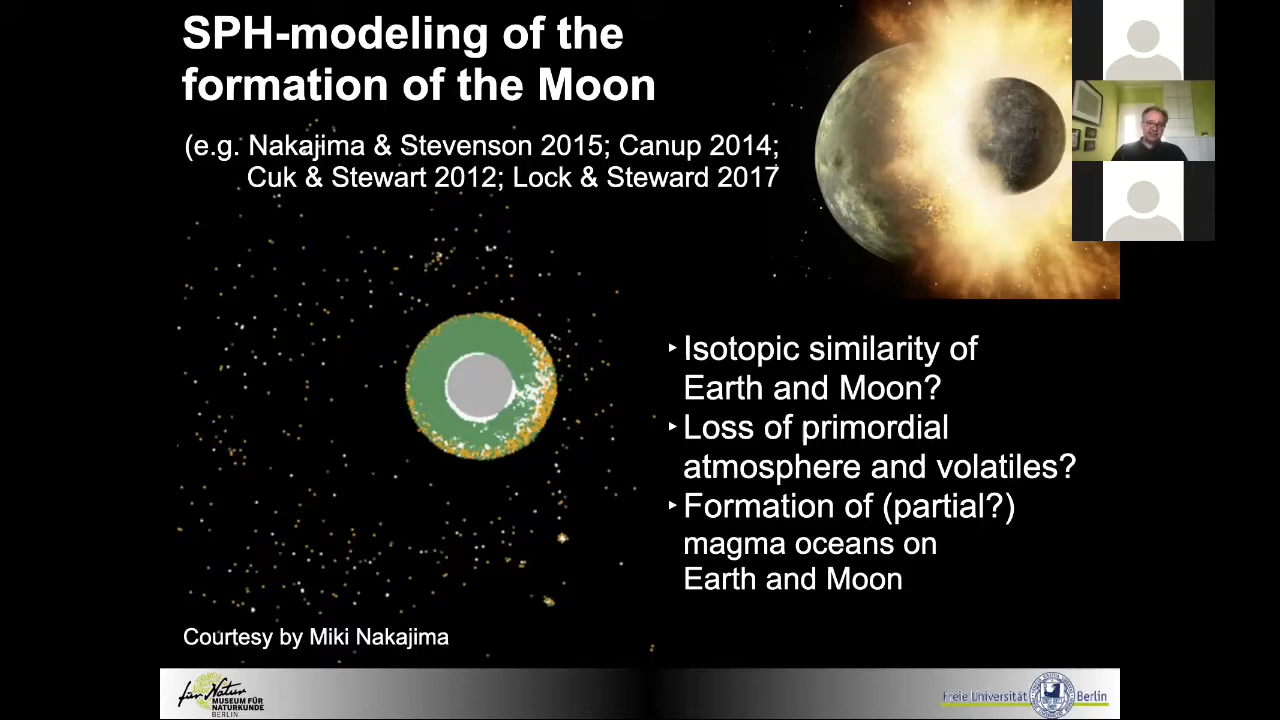 SPH-modeling of the
formation of the Moon
(e.g. Nakajima & Stevenson 2015; Canup 2014;
Cuk & Stewart 2012; Lock & Steward 2017
‣ Isotopic similarity of
Earth and Moon?
‣ Loss of primordial
atmosphere and volatiles?
‣ Formation of (partial?)
magma oceans on
Earth and Moon
Courtesy by Miki Nakajima
für Natur
MUSEUM FÜR
NATURKUNDE
BERLIN
Freie Universität Berlin